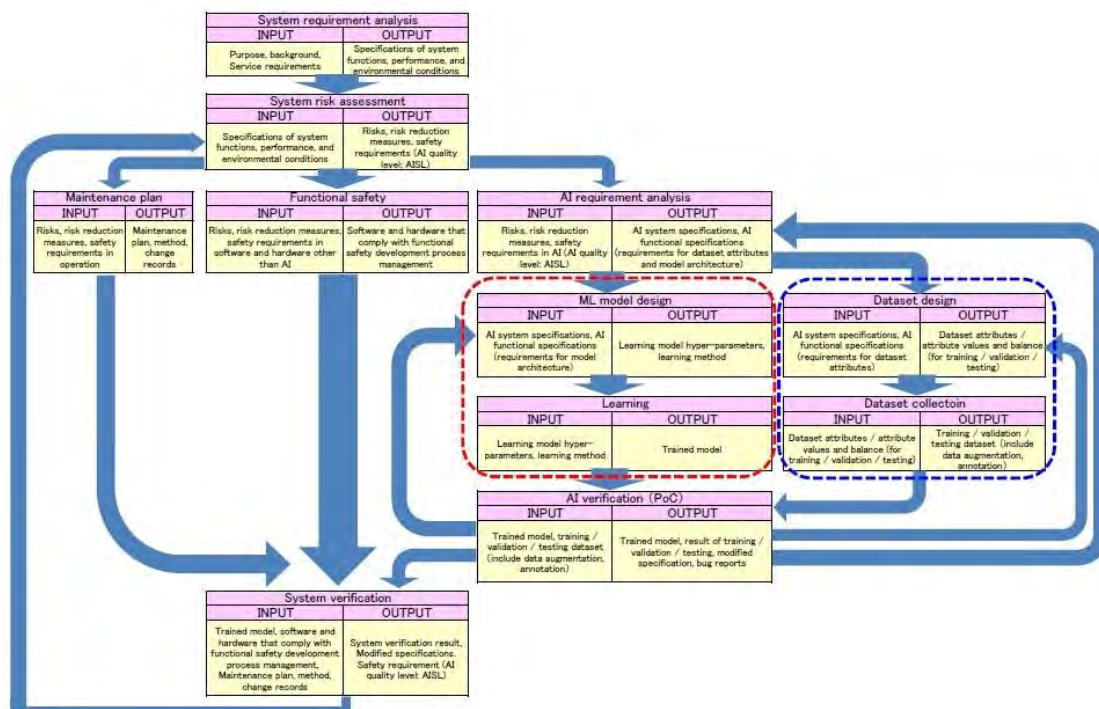 System requirement analysis
INPUT
OUTPUT
Purpose, background,
Service requirements
Specifications of system
functions, performance, and
environmental conditions
System risk assessment
INPUT
OUTPUT
Specifications of system
functions, performance, and
environmental conditions
Risks, risk reduction
measures, safety
requirements (AI quality
level: AISL)
Maintenance plan
INPUT
OUTPUT
Risks, risk reduction
measures, safety
requirements in
operation
Maintenance
plan, method,
change
records
Functional safety
INPUT
OUTPUT
Risks, risk reduction measures,
safety requirements in
software and hardware other
than AI
Software and hardware that
comply with functional
safety development process
management
AI requirement analysis
INPUT
OUTPUT
Risks, risk reduction
measures, safety
requirements in AI (AI quality
level: AISL)
AI system specifications, AI
functional specifications
(requirements for dataset attributes
and model architecture)
ML model design
INPUT
OUTPUT
AI system specifications, AI
functional specifications
(requirements for model
architecture)
Learning model hyper-parameters,
learning method
Dataset design
INPUT
OUTPUT
AI system specifications, AI
functional specifications
(requirements for dataset
attributes)
Dataset attributes /
attribute values and balance
(for training / validation /
testing)
Learning
INPUT
OUTPUT
Learning model hyper-
parameters, learning method
Trained model
Dataset collectoin
INPUT
OUTPUT
Dataset attributes / attribute
values and balance (for
training / validation / testing)
Training / validation /
testing dataset (include
data augmentation,
annotation)
AI verification (PoC)
INPUT
OUTPUT
Trained model, training /
validation / testing dataset
(include data augmentation,
annotation)
Trained model, result of training /
validation / testing, modified
specification, bug reports
System verification
INPUT
OUTPUT
Trained model, software and
hardware that comply with
functional safety development
process management,
Maintenance plan, method,
change records
System verification result,
Modified specifications.
Safety requirement (AI
quality level: AISL)